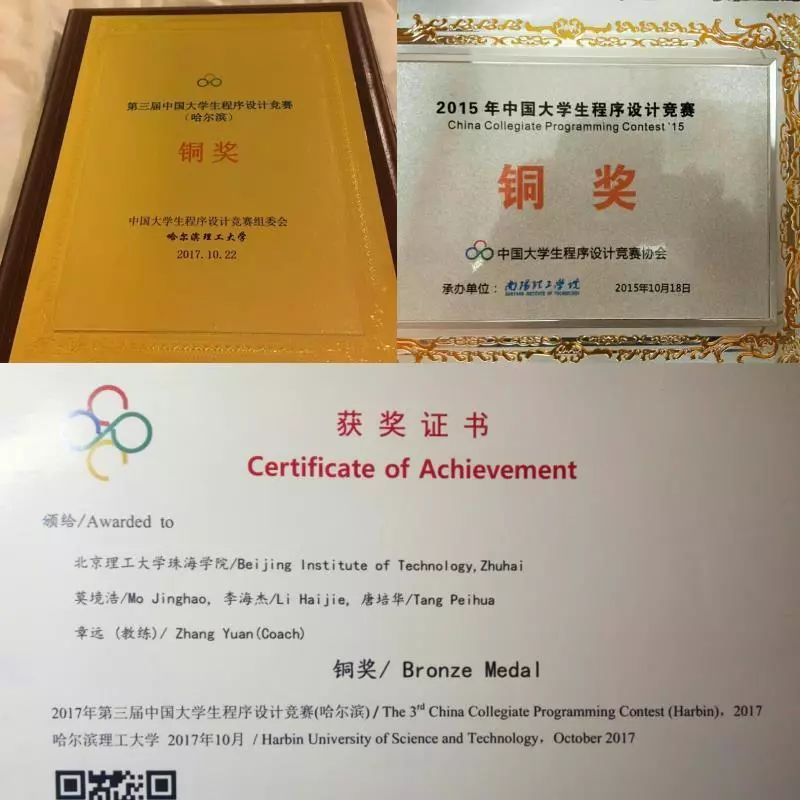 第三届中国大学生程序设计竞赛
(哈尔滨)
铜奖
中国大学生程序设计竞赛组委会
哈尔滨理工大学
2017.10.22
2015年中国大学生程序设计竞赛
China Collegiate Programming Contest '15
铜 奖
中国大学生程序设计竞赛协会
承办单位：南阳理工学院
NANYANG INSTITUTE OF TECHNOLOGY
2015年10月18日
获奖证书
Certificate of Achievement
颁给/Awarded to
北京理工大学珠海学院/Beijing Institute of Technology,Zhuhai
莫境浩/Mo Jinghao, 李海杰/Li Haijie, 唐培华/Tang Peihua
章远 (教练)/ Zhang Yuan(Coach)
铜奖/ Bronze Medal
2017年第三届中国大学生程序设计竞赛(哈尔滨) / The 3rd China Collegiate Programming Contest (Harbin), 2017
哈尔滨理工大学 2017年10月 / Harbin University of Science and Technology, October 2017